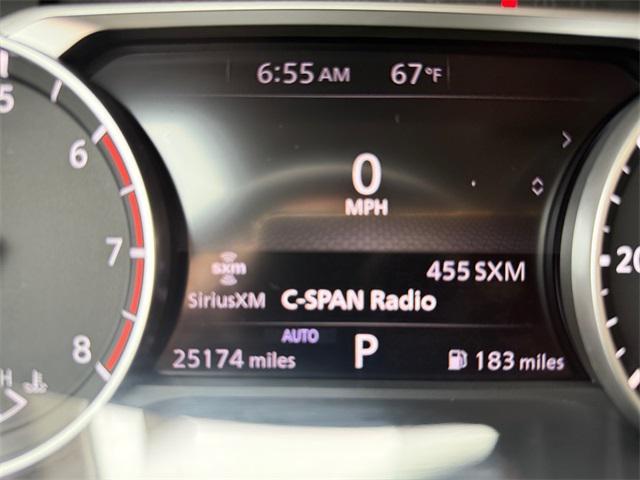 6:55 AM 67°F
5
6
7
8
0
MPH
sxm
455 SXM
SiriusXM C-SPAN Radio
AUTO
25174 miles P 183 miles
20
H